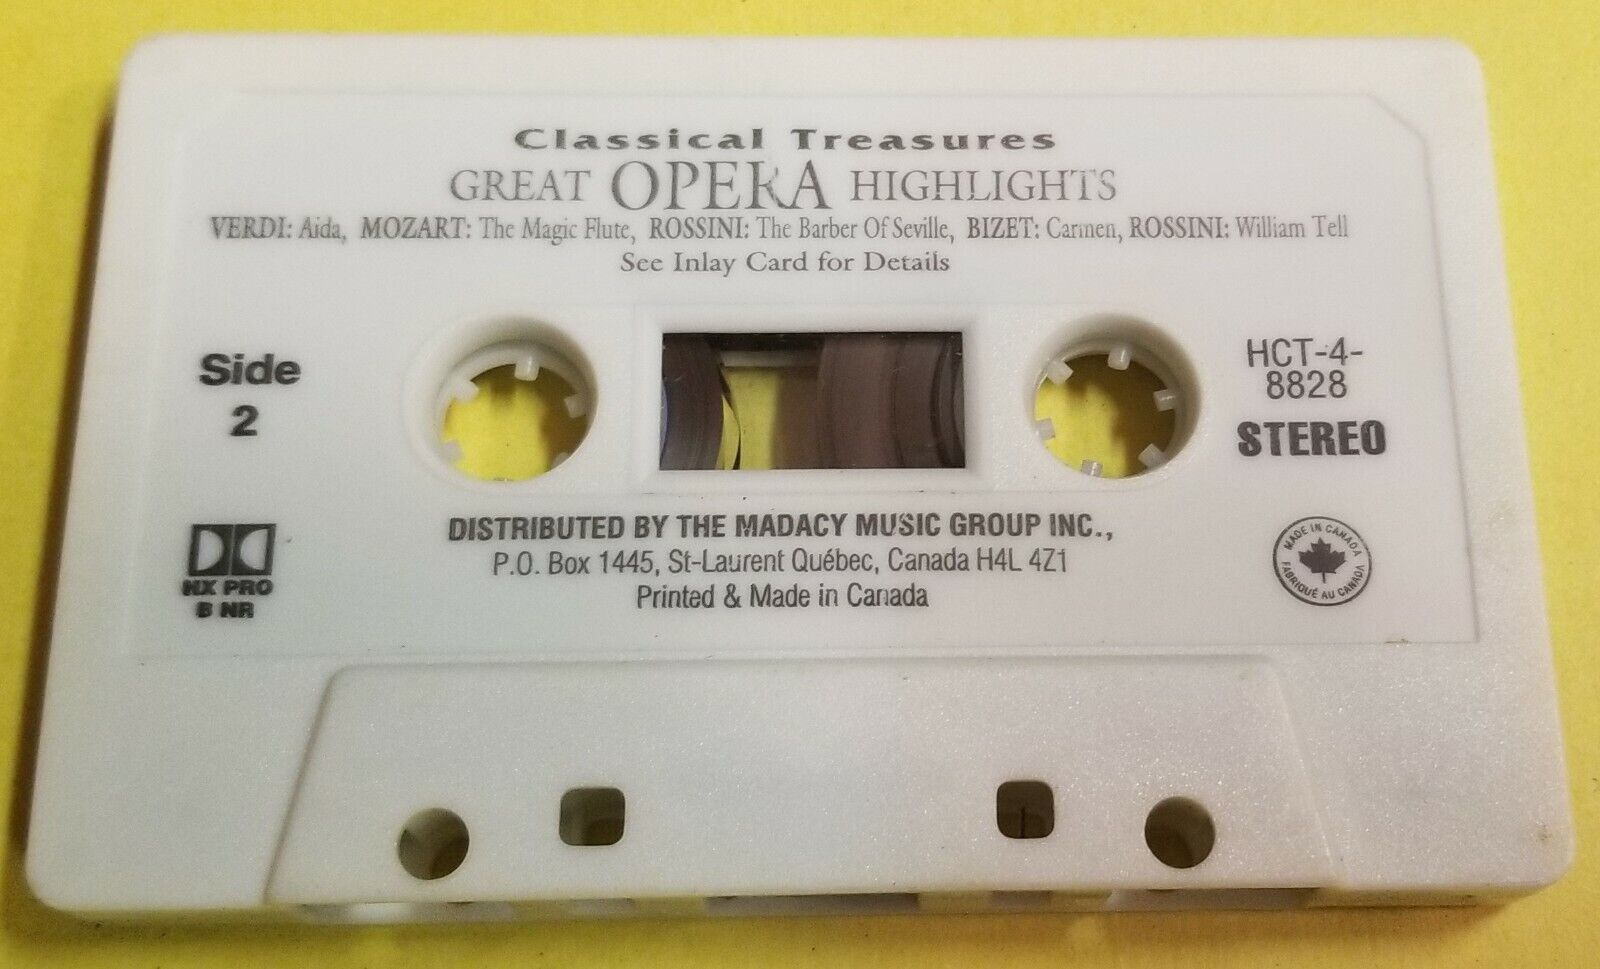 Classical Treasures
GREAT OPERA HIGHLIGHTS
VERDI: Aida, MOZART: The Magic Flute, ROSSINI: The Barber Of Seville, BIZET: Carmen, ROSSINI: William Tell
See Inlay Card for Details
Side
2
HCT-4-
8828
STEREO
HX PRO
B NR
DISTRIBUTED BY THE MADACY MUSIC GROUP INC.,
P.O. Box 1445, St-Laurent Québec, Canada H4L 4Z1
Printed & Made in Canada
MADE IN CANADA
FABRIQUÉ AU CANADA